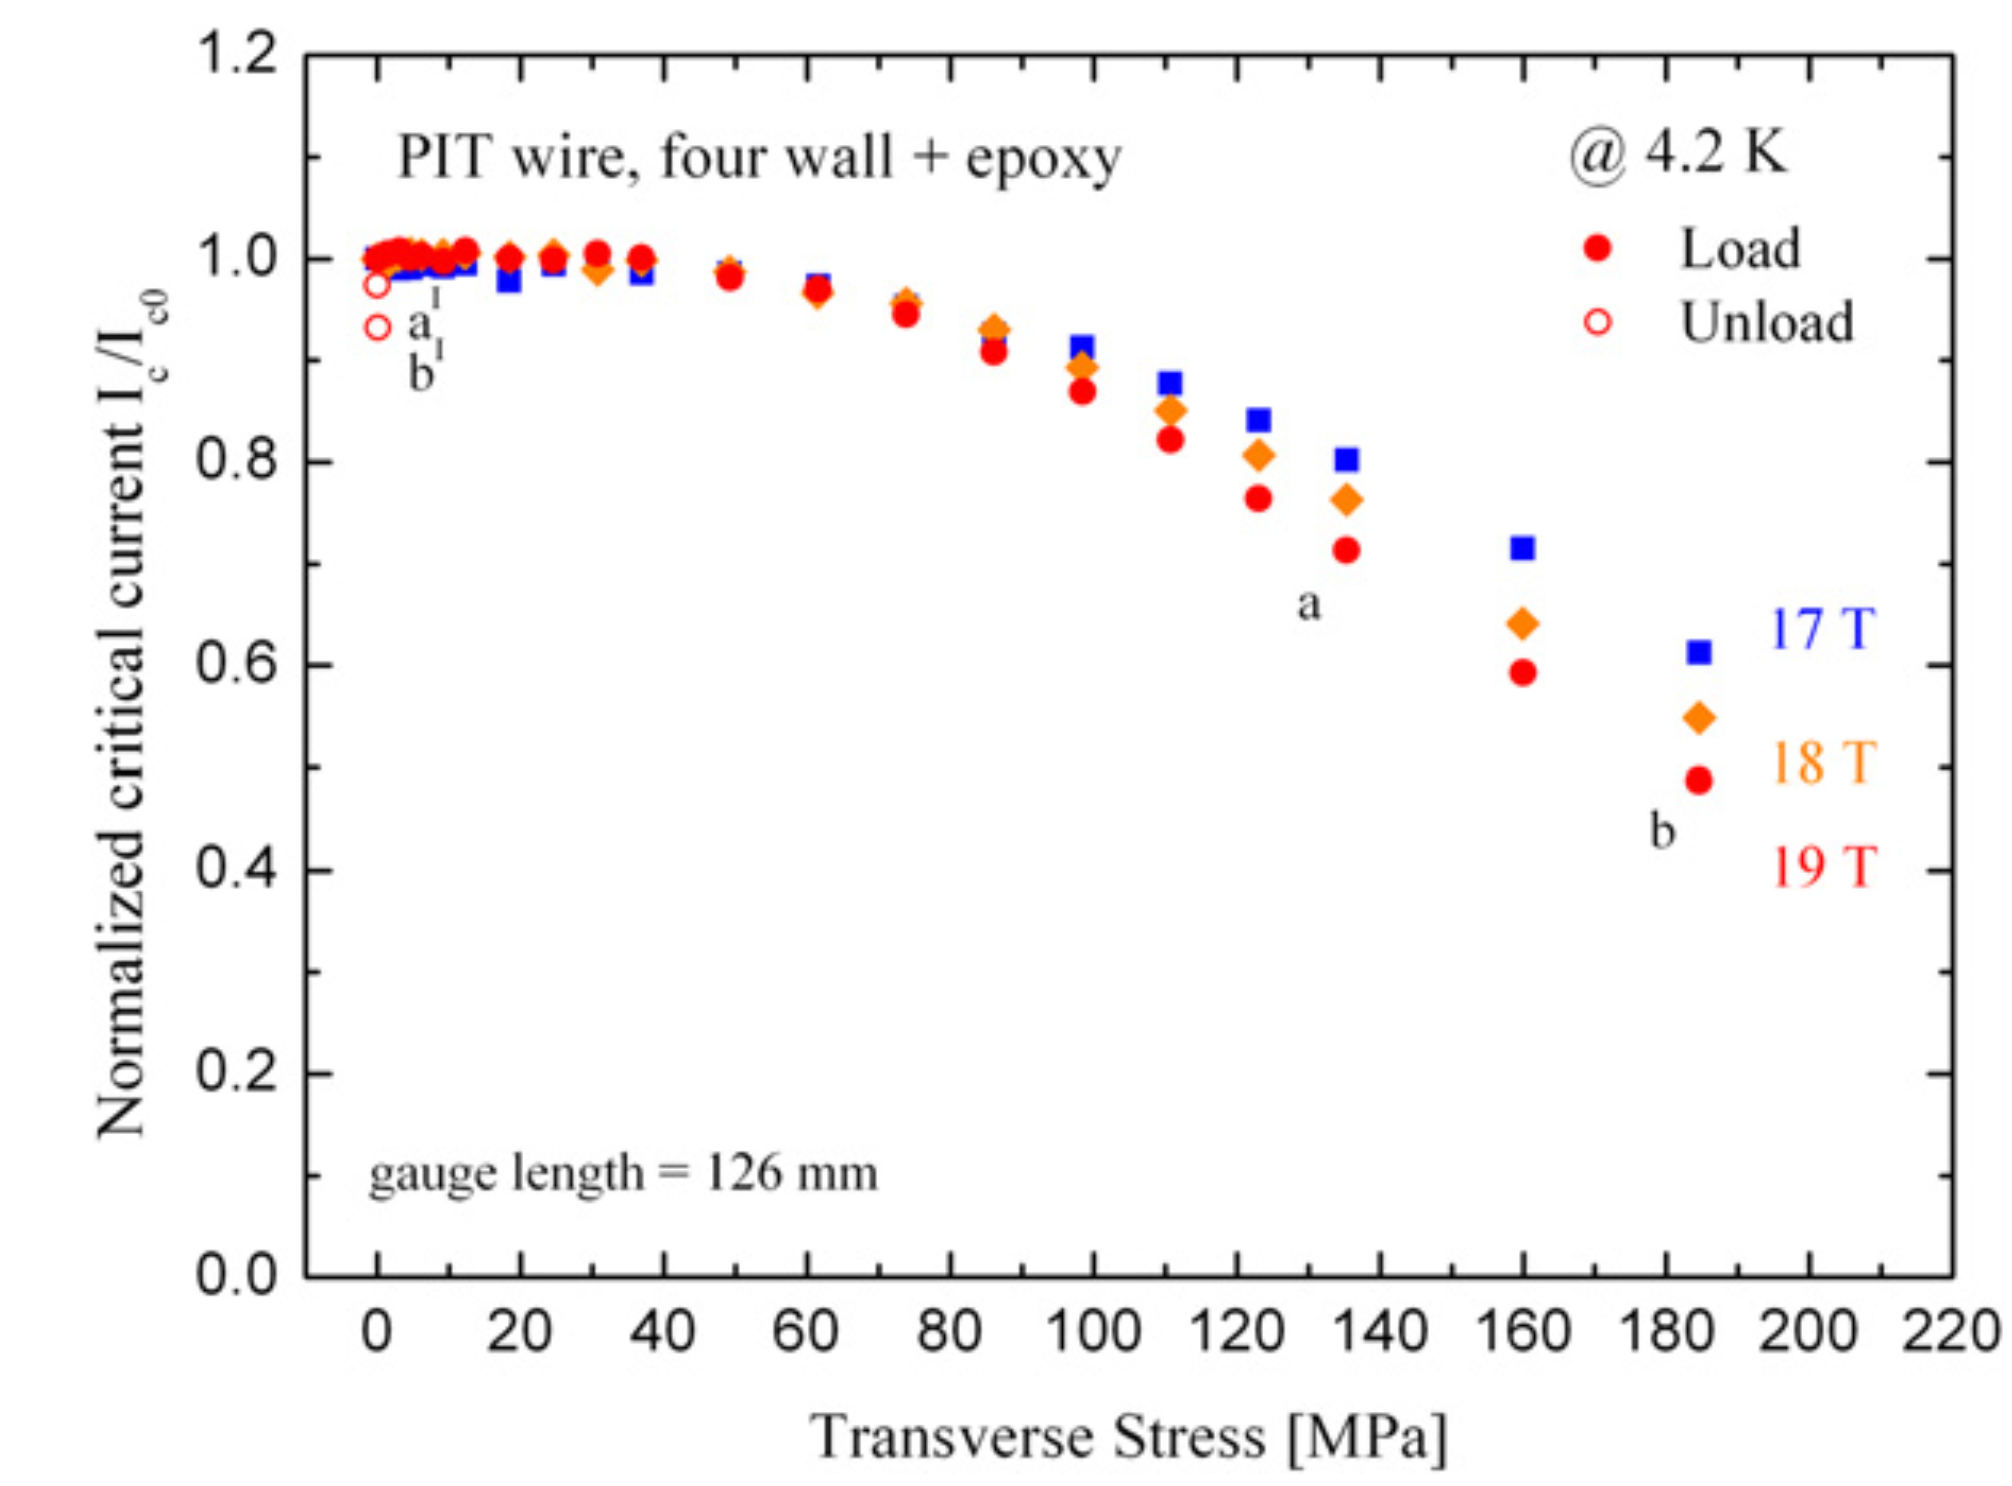 1.2
PIT wire, four wall + epoxy
@ 4.2 K
1.0
Load
a^I
Unload
b^I
0.8
Normalized critical current I_c/I_c0
a
17 T
0.6
18 T
b
0.4
19 T
0.2
gauge length = 126 mm
0.0
0 20 40 60 80 100 120 140 160 180 200 220
Transverse Stress [MPa]